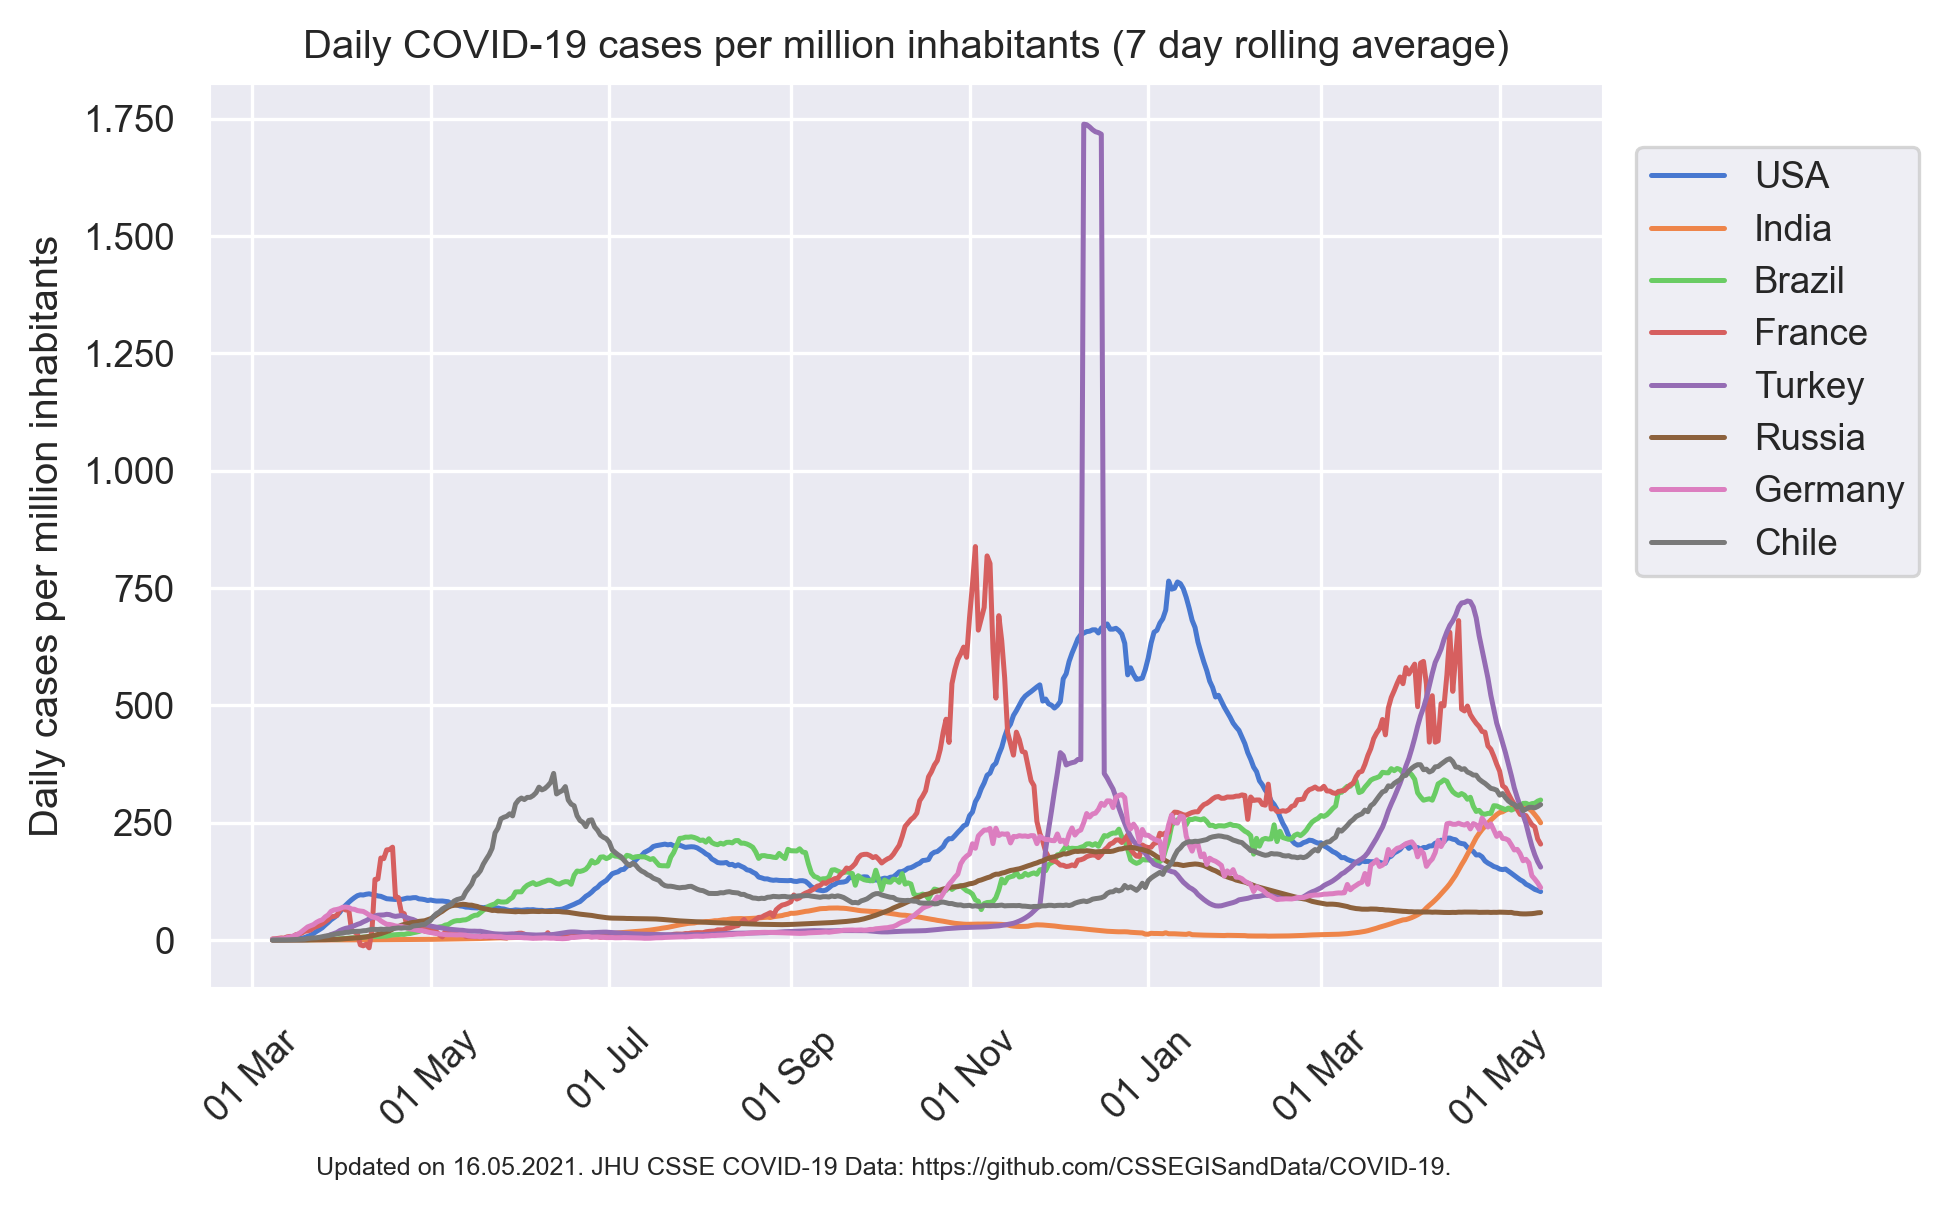 Daily COVID-19 cases per million inhabitants (7 day rolling average)
Daily cases per million inhabitants
1.750
1.500
1.250
1.000
750
500
250
0
01 Mar
01 May
01 Jul
01 Sep
01 Nov
01 Jan
01 Mar
01 May
USA
India
Brazil
France
Turkey
Russia
Germany
Chile
Updated on 16.05.2021. JHU CSSE COVID-19 Data: https://github.com/CSSEGISandData/COVID-19.